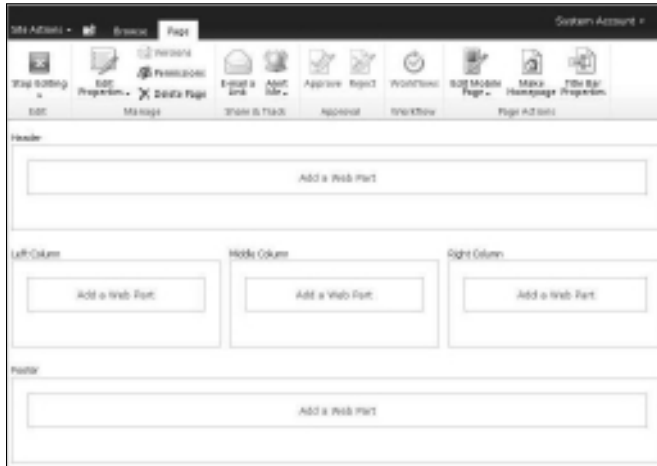 System Account
Site Actions Browse Page
Stop Editing
Edit Properties
Versions
Permissions
Delete Page
E-mail a Link
Alert Me
Approve
Reject
Workflows
Edit Mobile Page
Make Homepage
Title Bar Properties
Edit Manage Share & Track Approval Workflow Page Actions
Header
Add a Web Part
Left Column Middle Column Right Column
Add a Web Part Add a Web Part Add a Web Part
Footer
Add a Web Part